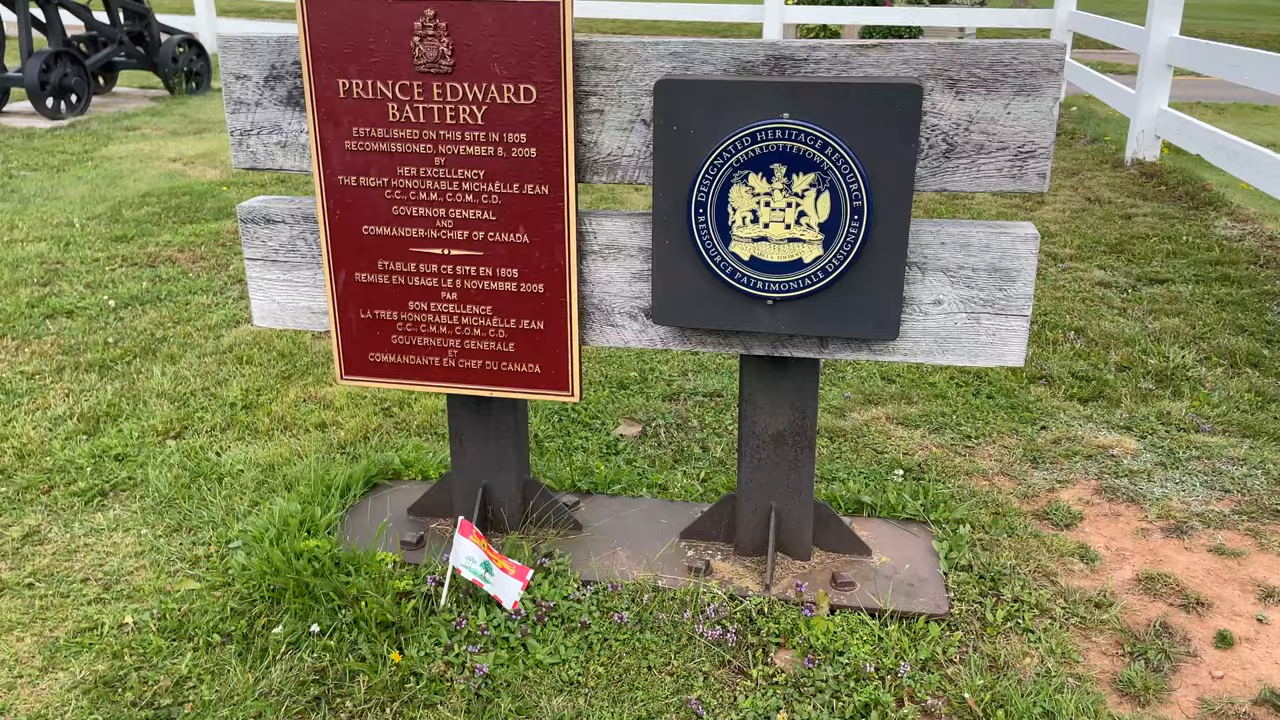 PRINCE EDWARD
BATTERY
ESTABLISHED ON THIS SITE IN 1805
RECOMMISSIONED, NOVEMBER 8, 2005
BY
HER EXCELLENCY
THE RIGHT HONOURABLE MICHAËLLE JEAN
C.C., C.M.M., C.O.M., C.D.
GOVERNOR GENERAL
AND
COMMANDER-IN-CHIEF OF CANADA
ÉTABLIE SUR CE SITE EN 1805
REMISE EN USAGE LE 8 NOVEMBRE 2005
PAR
SON EXCELLENCE
LA TRÉS HONORABLE MICHAËLLE JEAN
C.C., C.M.M., C.O.M., C.D.
GOUVERNEURE GÉNÉRALE
ET
COMMANDANTE EN CHEF DU CANADA
DESIGNATED HERITAGE RESOURCE
CHARLOTTETOWN
• RESSOURCE PATRIMONIALE DESIGNÉE •